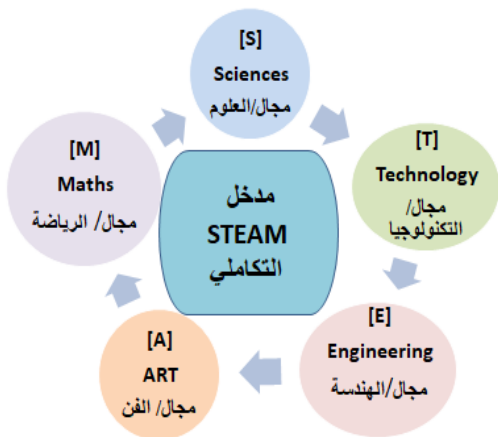 [S]
Sciences
مجال/العلوم
[T]
Technology
مجال/
التكنولوجيا
[E]
Engineering
مجال/الهندسة
[A]
ART
مجال/ الفن
[M]
Maths
مجال/ الرياضة
مدخل
STEAM
التكاملي